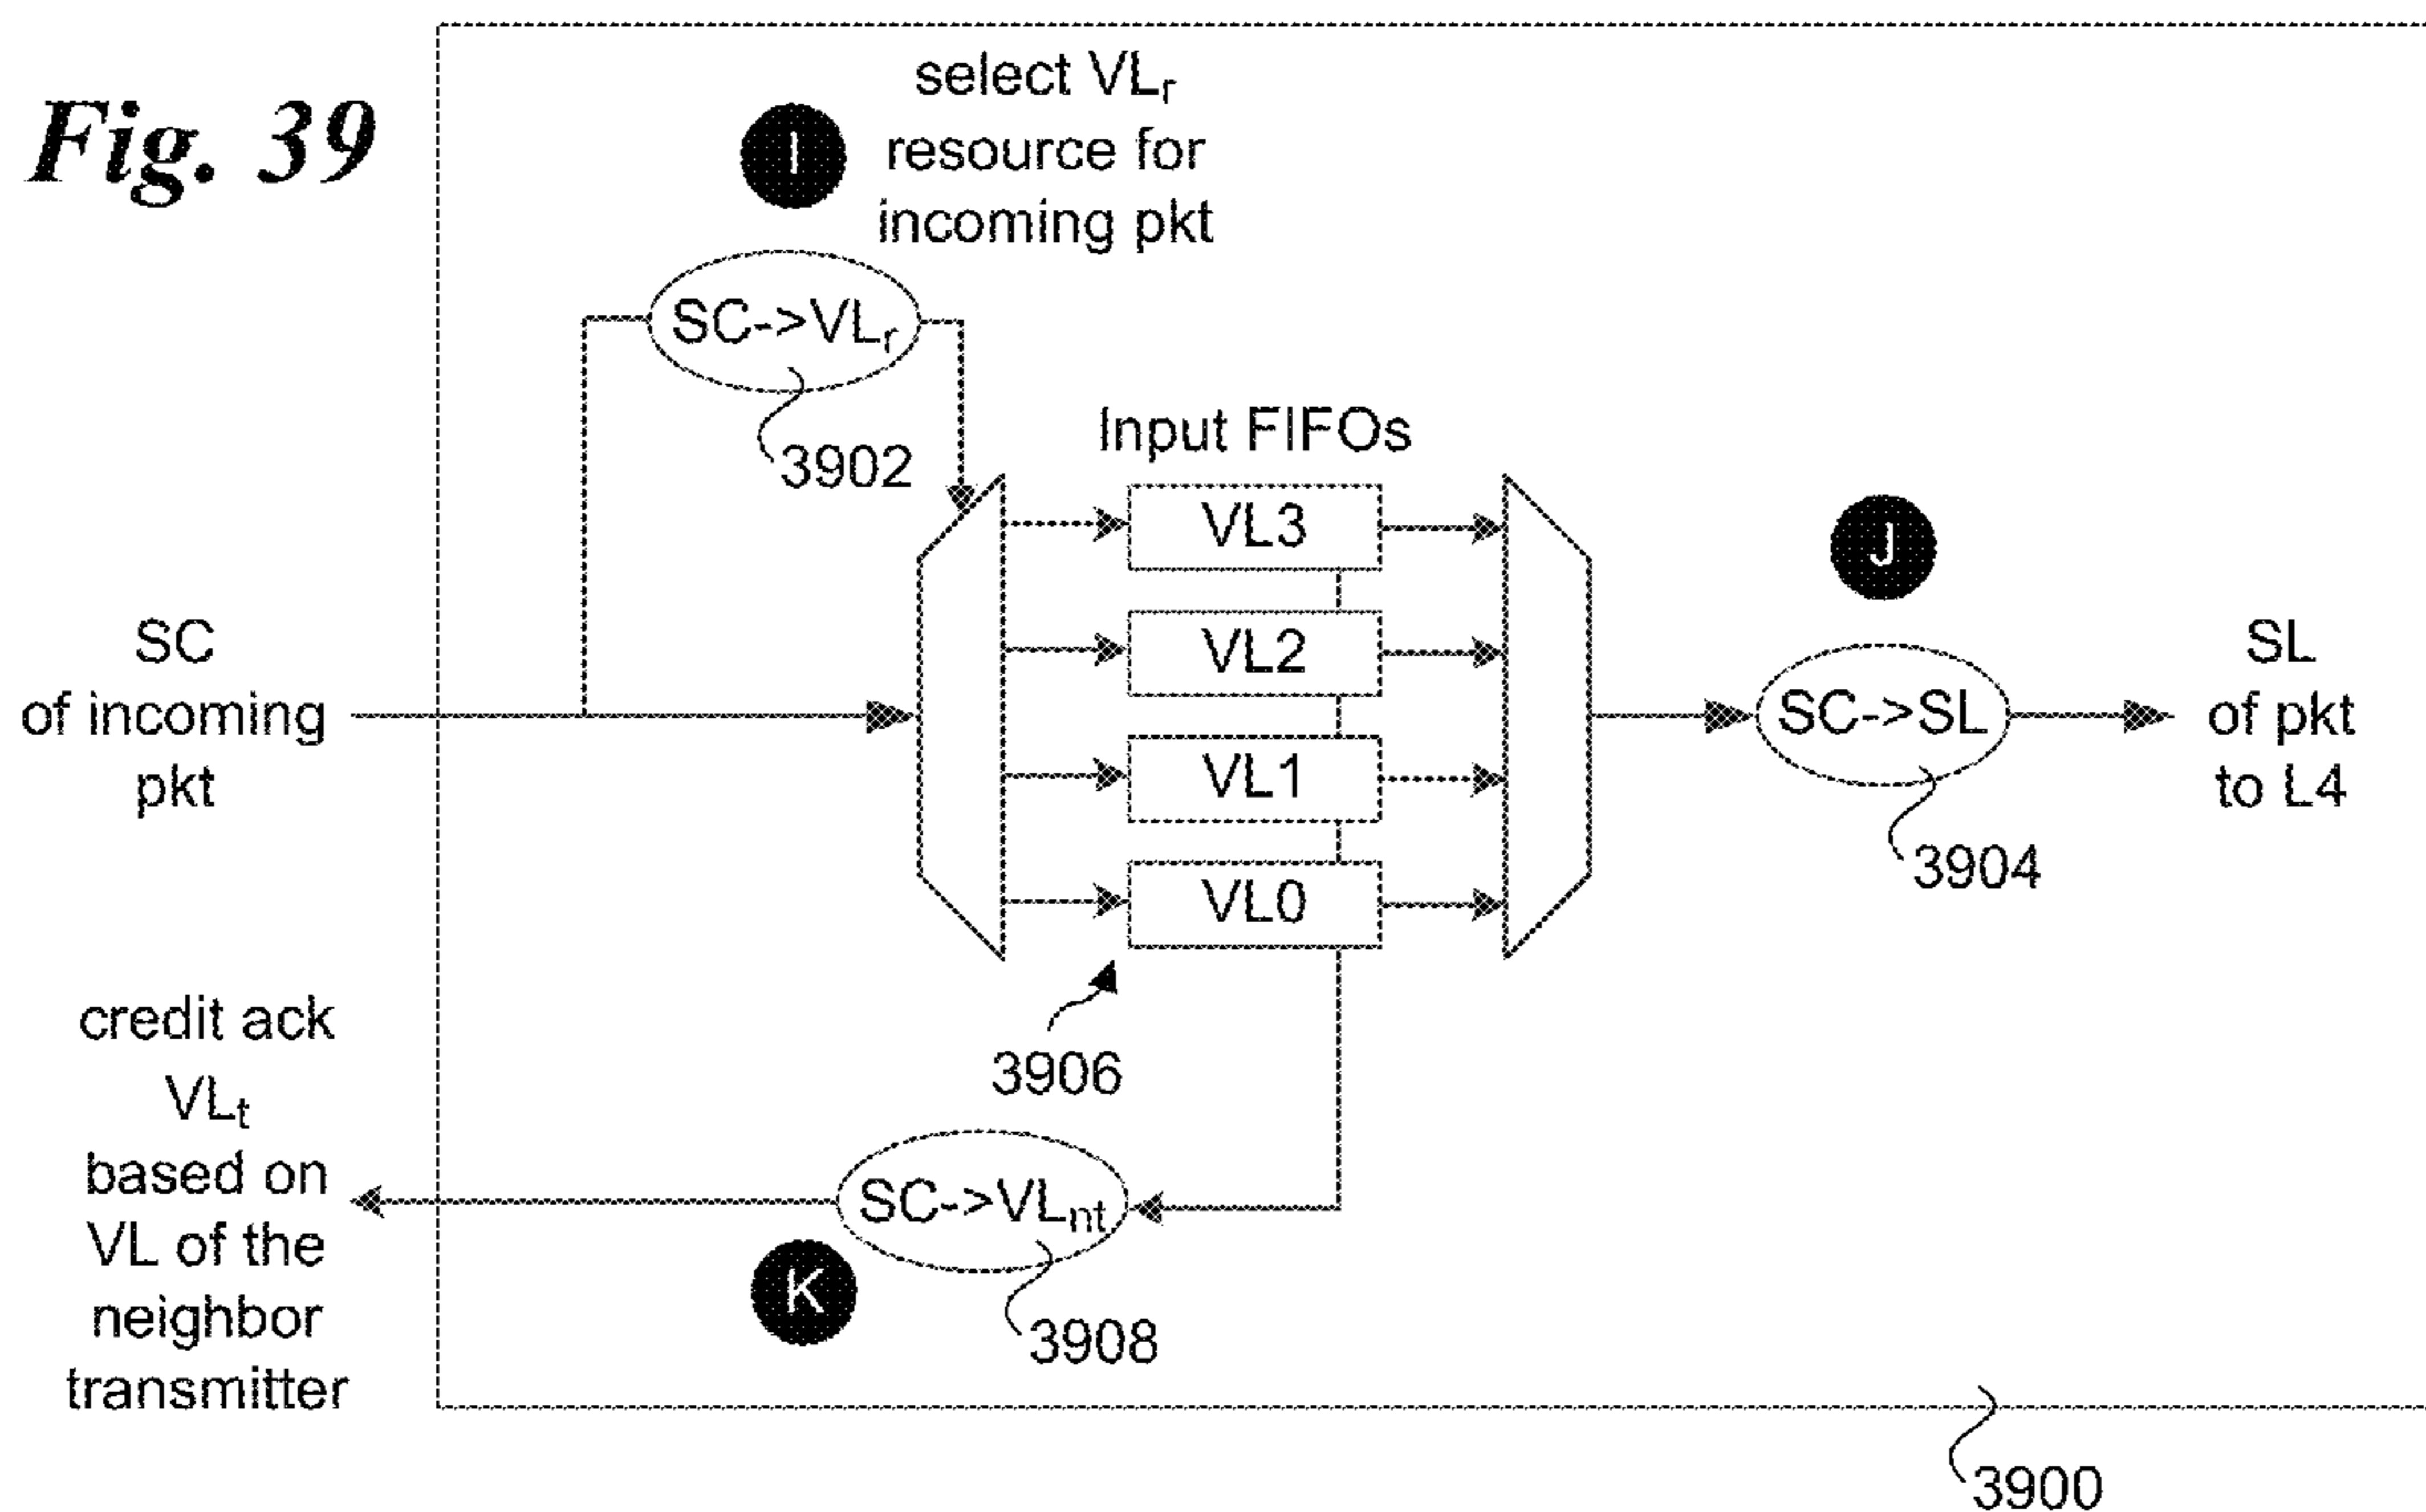 Fig. 39
select VLr
resource for
incoming pkt
I
SC->VLr
3902
Input FIFOs
VL3
VL2
VL1
VL0
3906
J
SC->SL
3904
SC
of incoming
pkt
SL
of pkt
to L4
credit ack
VLt
based on
VL of the
neighbor
transmitter
SC->VLnt
K
3908
3900